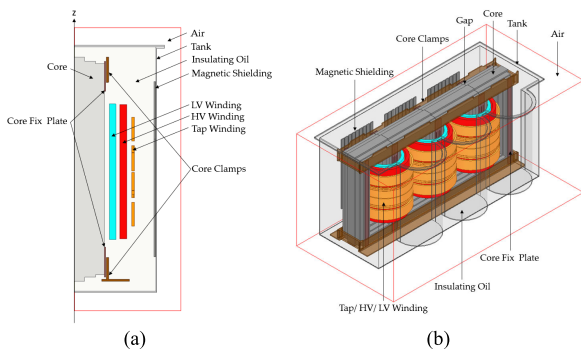 z
Air
Tank
Insulating Oil
Magnetic Shielding
Core
LV Winding
HV Winding
Tap Winding
Core Fix Plate
Core Clamps
(a)
Core
Gap
Tank
Core Clamps
Air
Magnetic Shielding
Core Fix Plate
Insulating Oil
Tap/ HV/ LV Winding
(b)